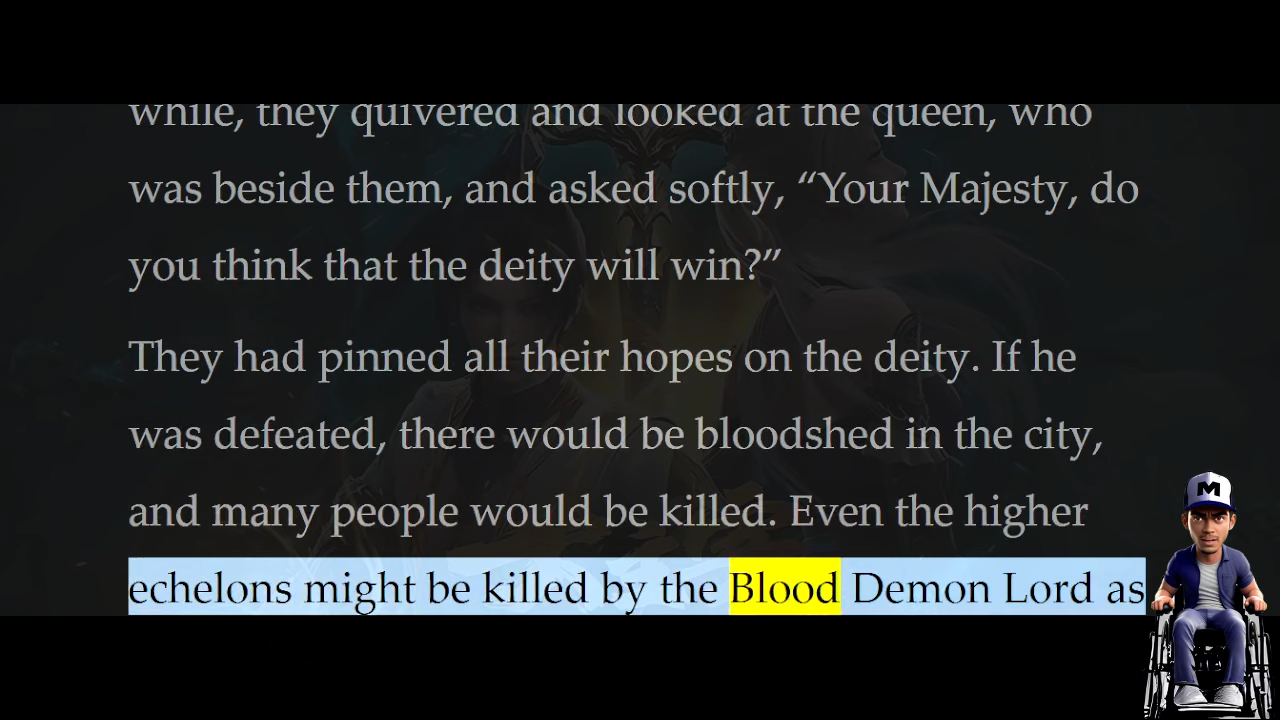 while, they quivered and looked at the queen, who
was beside them, and asked softly, “Your Majesty, do
you think that the deity will win?”
They had pinned all their hopes on the deity. If he
was defeated, there would be bloodshed in the city,
and many people would be killed. Even the higher
echelons might be killed by the Blood Demon Lord as
M